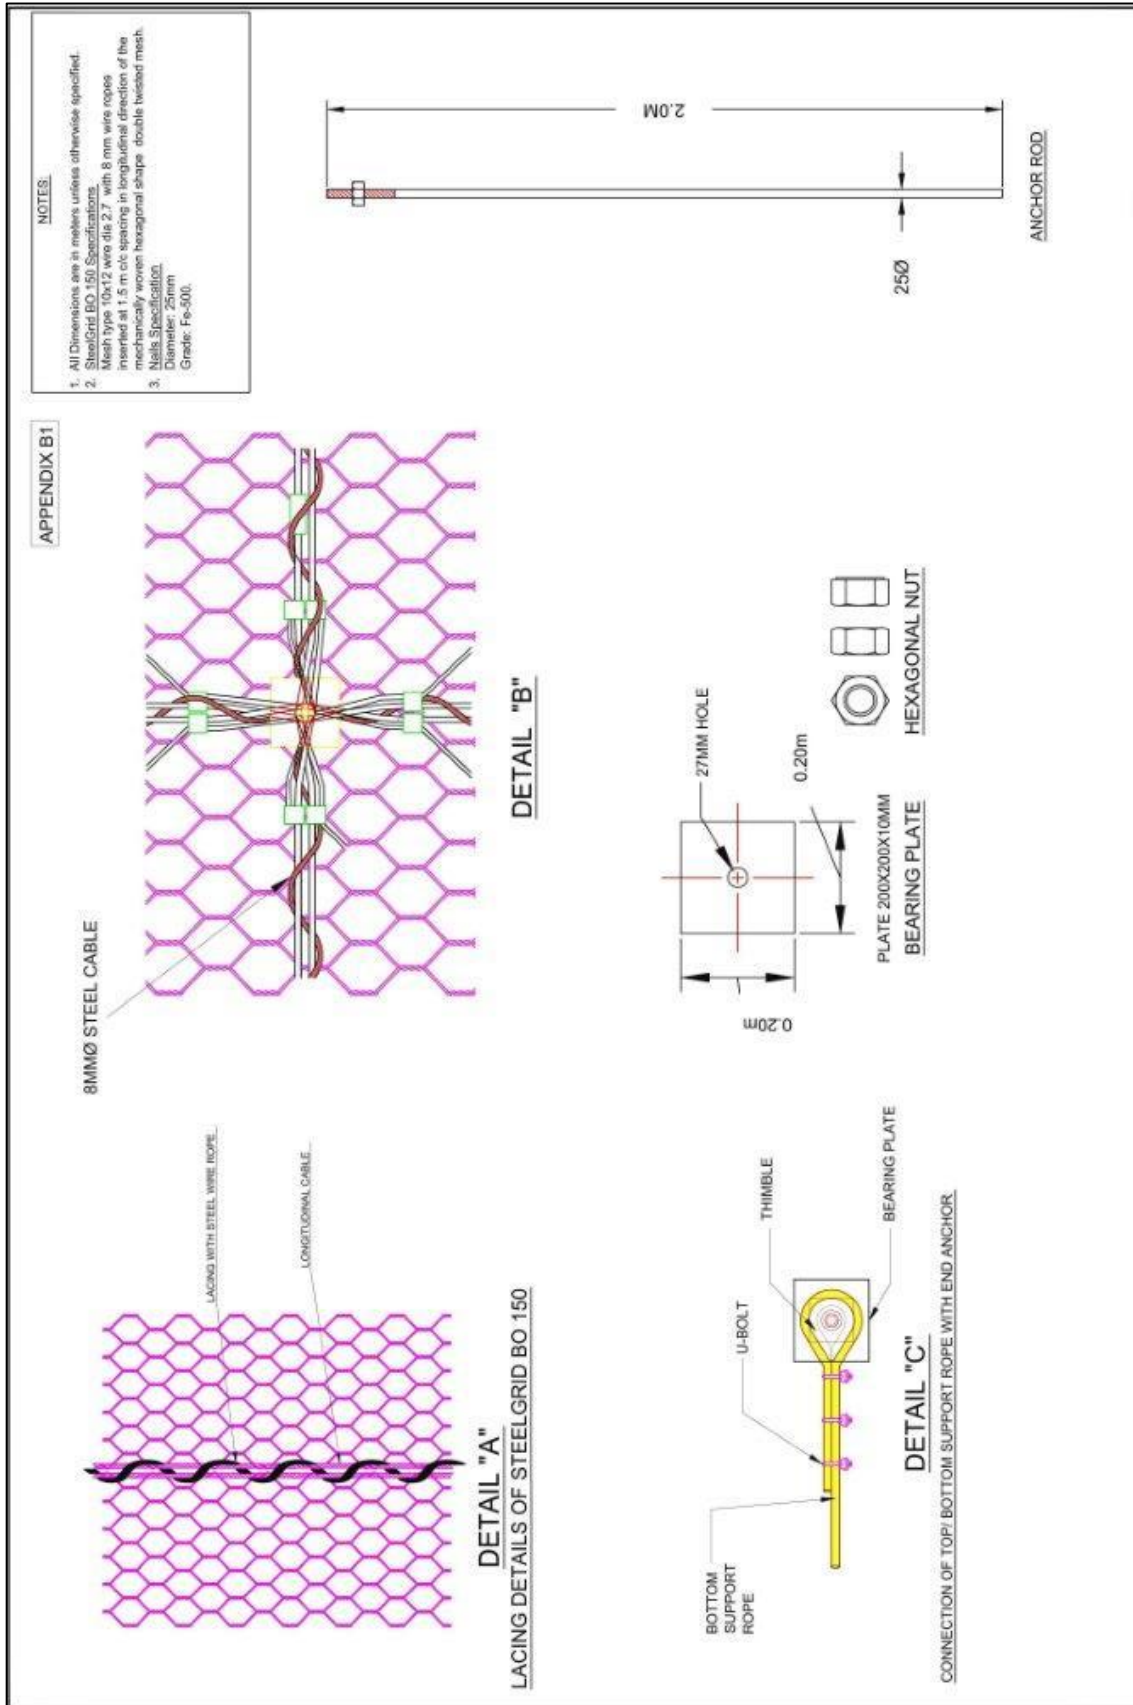 APPENDIX B1
NOTES:
1. All Dimensions are in meters unless otherwise specified.
2. SteelGrid BO 150 Specifications
Mesh type 10x12 wire dia 2.7 with 8 mm wire ropes
inserted at 1.5 m c/c spacing in longitudinal direction of the
mechanically woven hexagonal shape double twisted mesh.
3. Nails Specification
Diameter: 25mm
Grade: Fe-500.
LACING WITH STEEL WIRE ROPE
LONGITUDINAL CABLE
DETAIL "A"
LACING DETAILS OF STEELGRID BO 150
8MMØ STEEL CABLE
DETAIL "B"
2.0M
25Ø
ANCHOR ROD
BOTTOM
SUPPORT
ROPE
U-BOLT
THIMBLE
BEARING PLATE
DETAIL "C"
CONNECTION OF TOP/ BOTTOM SUPPORT ROPE WITH END ANCHOR
0.20m
27MM HOLE
0.20m
PLATE 200X200X10MM
BEARING PLATE
HEXAGONAL NUT